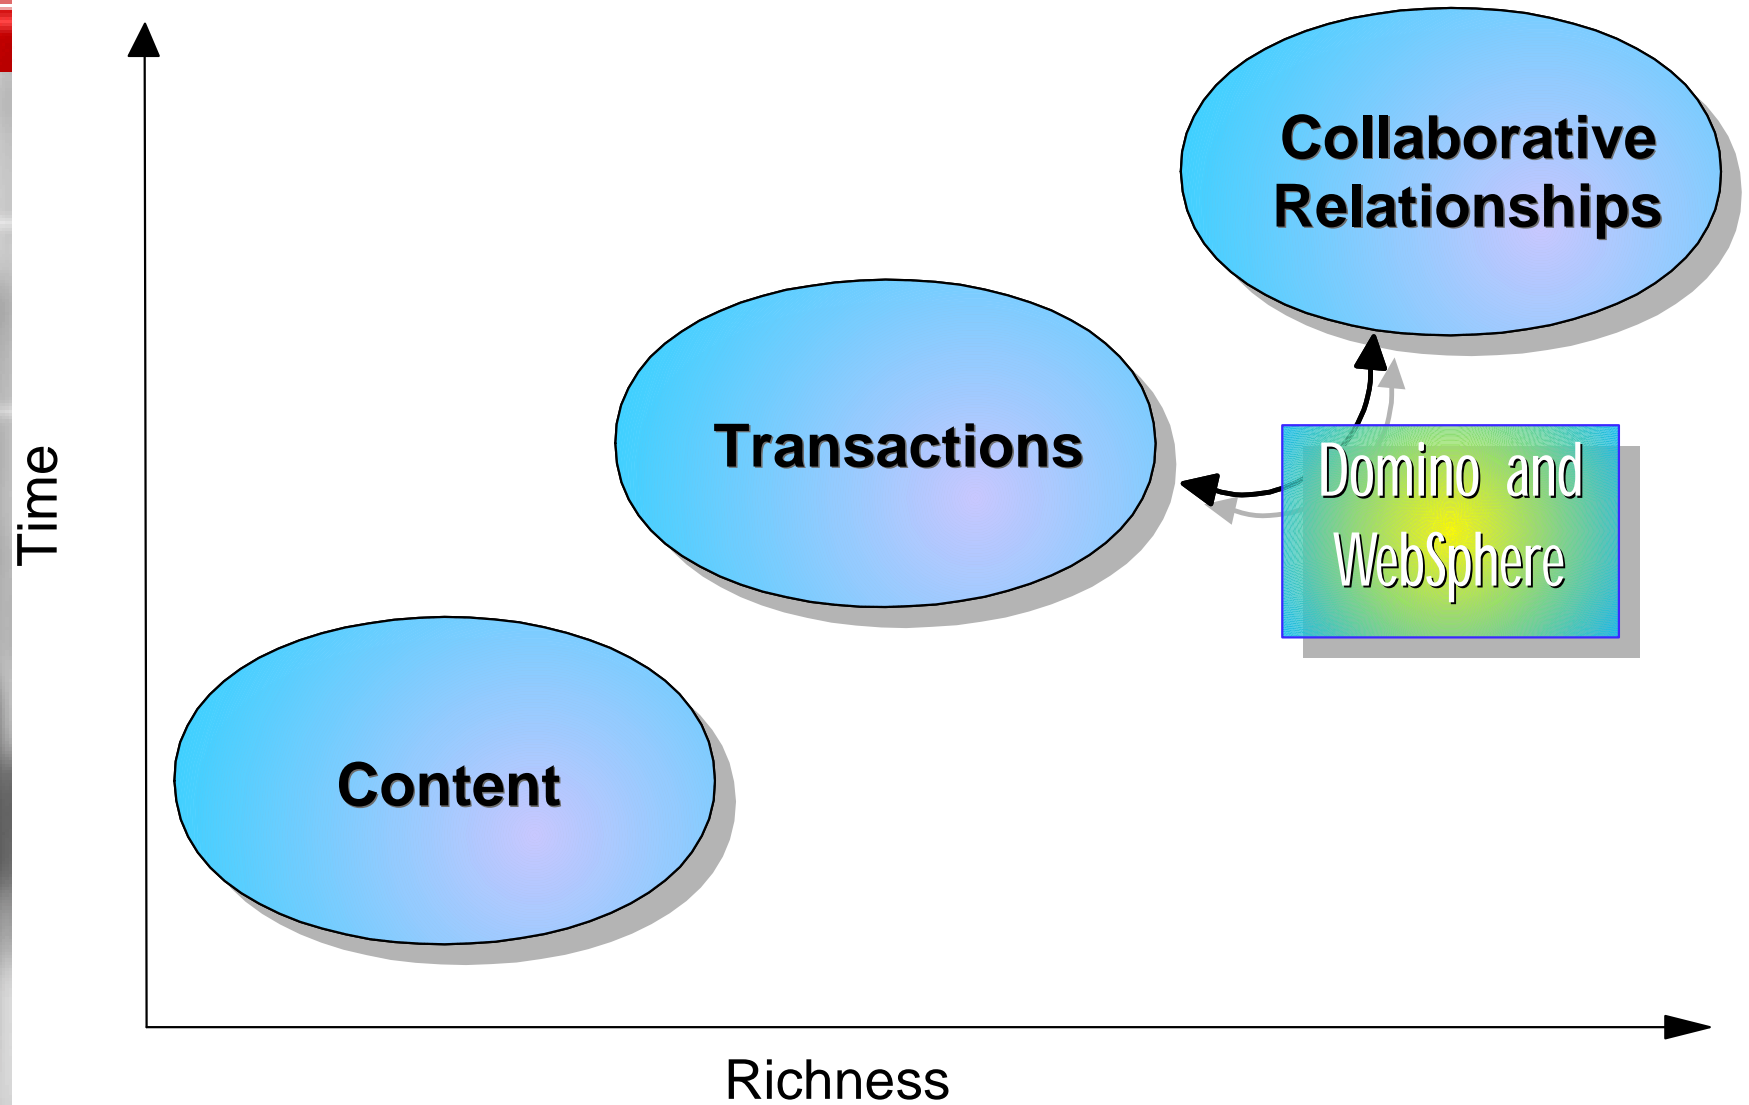 Collaborative
Relationships
Transactions
Domino and
WebSphere
Time
Content
Richness